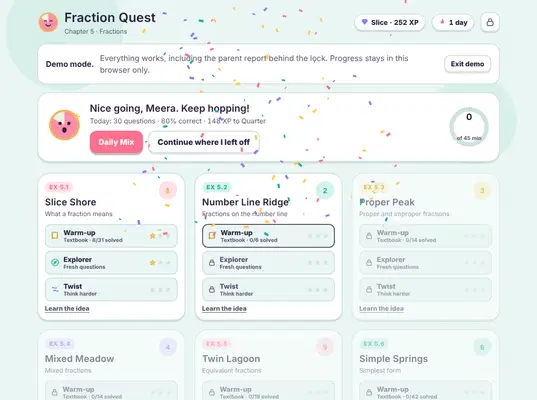 Fraction Quest
Chapter 5 · Fractions
Slice · 252 XP
1 day
Demo mode.
Everything works, including the parent report behind the lock. Progress stays in this
browser only.
Exit demo
Nice going, Meera. Keep hopping!
Today: 30 questions · 80% correct · 148 XP to Quarter
Daily Mix
Continue where I left off
0
of 45 min
EX 5.1
Slice Shore
What a fraction means
Warm-up
Textbook · 8/31 solved
Explorer
Fresh questions
Twist
Think harder
Learn the idea
EX 5.2
2
Number Line Ridge
Fractions on the number line
Warm-up
Textbook · 0/6 solved
Explorer
Fresh questions
Twist
Think harder
Learn the idea
EX 5.3
3
Proper Peak
Proper and improper fractions
Warm-up
Textbook · 0/14 solved
Explorer
Fresh questions
Twist
Think harder
Learn the idea
EX 5.4
4
Mixed Meadow
Mixed fractions
Warm-up
Textbook · 0/14 solved
EX 5.5
5
Twin Lagoon
Equivalent fractions
Warm-up
EX 5.6
6
Simple Springs
Simplest form
Warm-up
Textbook · 0/42 solved